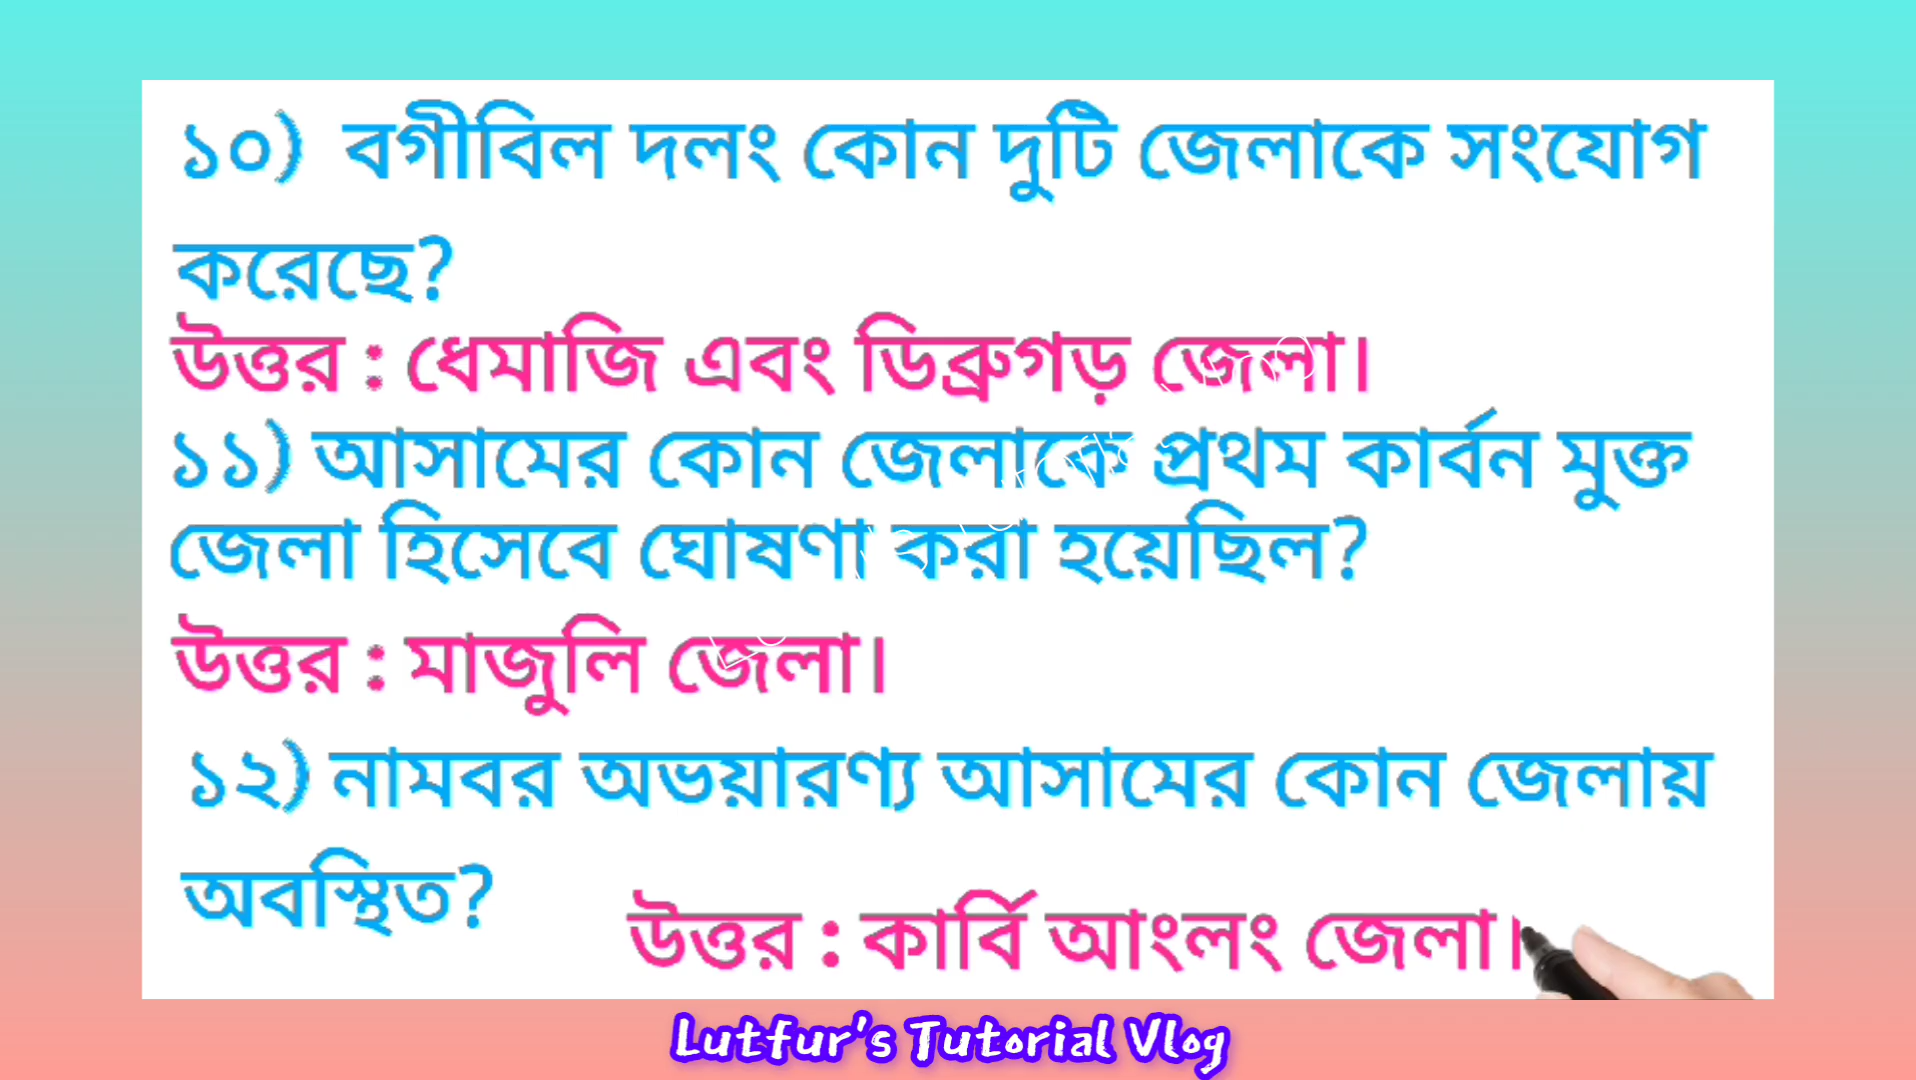 ১০) বগীবিল দলং কোন দুটি জেলাকে সংযোগ
করেছে?
উত্তর : ধেমাজি এবং ডিব্রুগড় জেলা।
১১) আসামের কোন জেলাকে প্রথম কার্বন মুক্ত
জেলা হিসেবে ঘোষণা করা হয়েছিল?
উত্তর : মাজুলি জেলা।
১২) নামবর অভয়ারণ্য আসামের কোন জেলায়
অবস্থিত?
উত্তর : কার্বি আংলং জেলা।
Lutfur's Tutorial Vlog